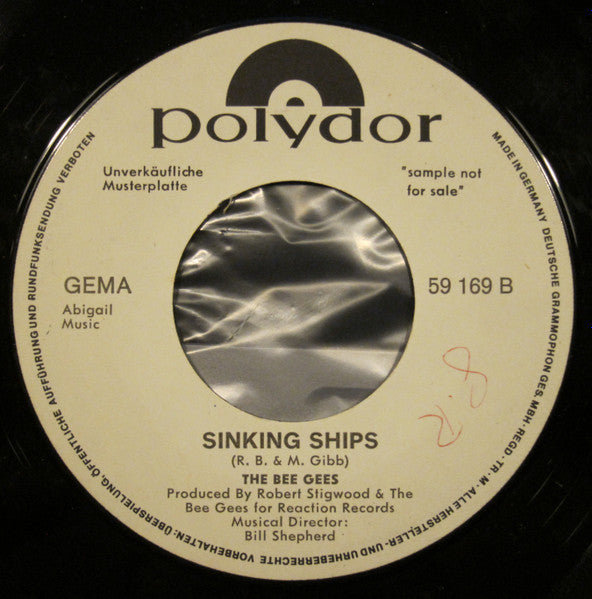 polydor
Unverkäufliche
Musterplatte
"sample not
for sale"
GEMA
Abigail
Music
59 169 B
SINKING SHIPS
(R. B. & M. Gibb)
THE BEE GEES
Produced By Robert Stigwood & The
Bee Gees for Reaction Records
Musical Director:
Bill Shepherd
MADE IN GERMANY DEUTSCHE GRAMMOPHON GES. MBH - REGD - TR - M - ALLE HERSTELLER-UND URHEBERRECHTE VORBEHALTEN: ÜBERSPIELUNG, ÖFFENTLICHE AUFFÜHRUNG UND RUNDFUNKSENDUNG VERBOTEN